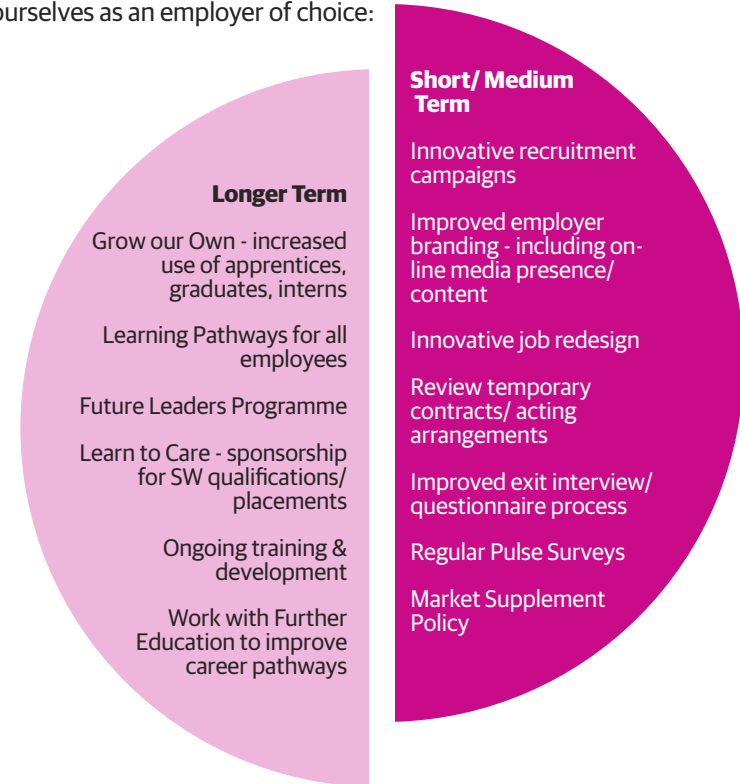 ourselves as an employer of choice:
Longer Term
Grow our Own - increased
use of apprentices,
graduates, interns
Learning Pathways for all
employees
Future Leaders Programme
Learn to Care - sponsorship
for SW qualifications/
placements
Ongoing training &
development
Work with Further
Education to improve
career pathways
Short/ Medium
Term
Innovative recruitment
campaigns
Improved employer
branding - including on-
line media presence/
content
Innovative job redesign
Review temporary
contracts/ acting
arrangements
Improved exit interview/
questionnaire process
Regular Pulse Surveys
Market Supplement
Policy